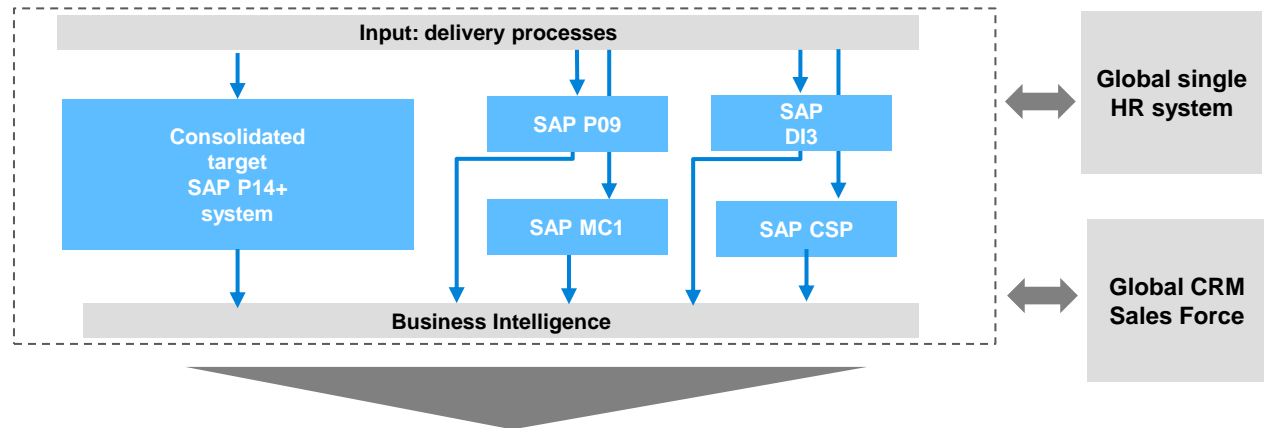 Input: delivery processes
Consolidated
target
SAP P14+
system
SAP P09
SAP
DI3
SAP MC1
SAP CSP
Business Intelligence
Global single
HR system
Global CRM
Sales Force